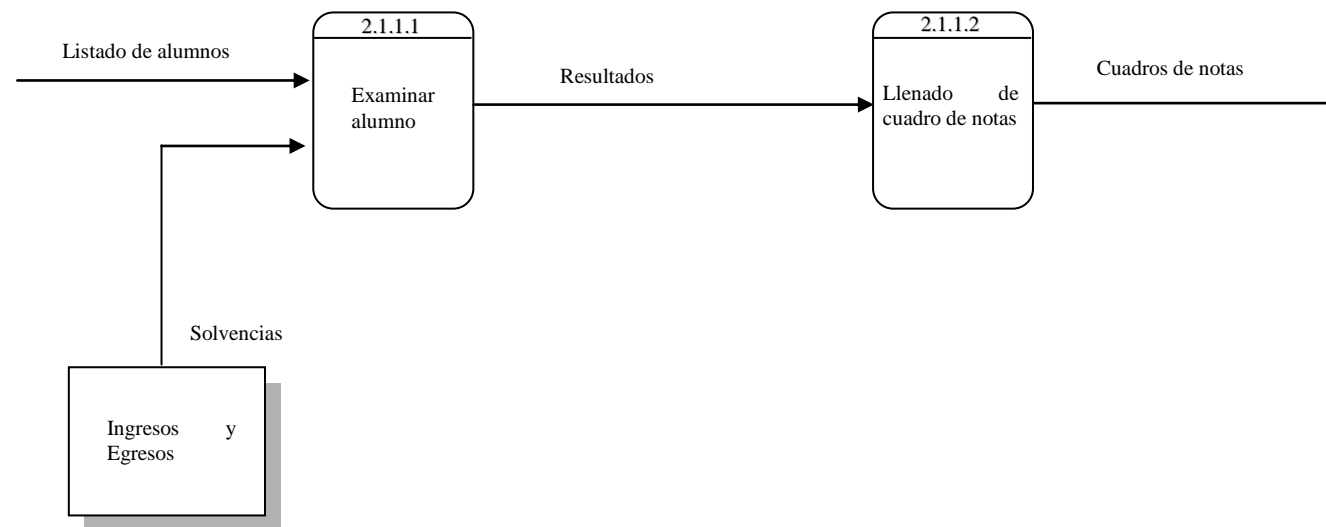 2.1.1.1
2.1.1.2
Listado de alumnos
Examinar
alumno
Resultados
Llenado de
cuadro de notas
Cuadros de notas
Solvencias
Ingresos y
Egresos